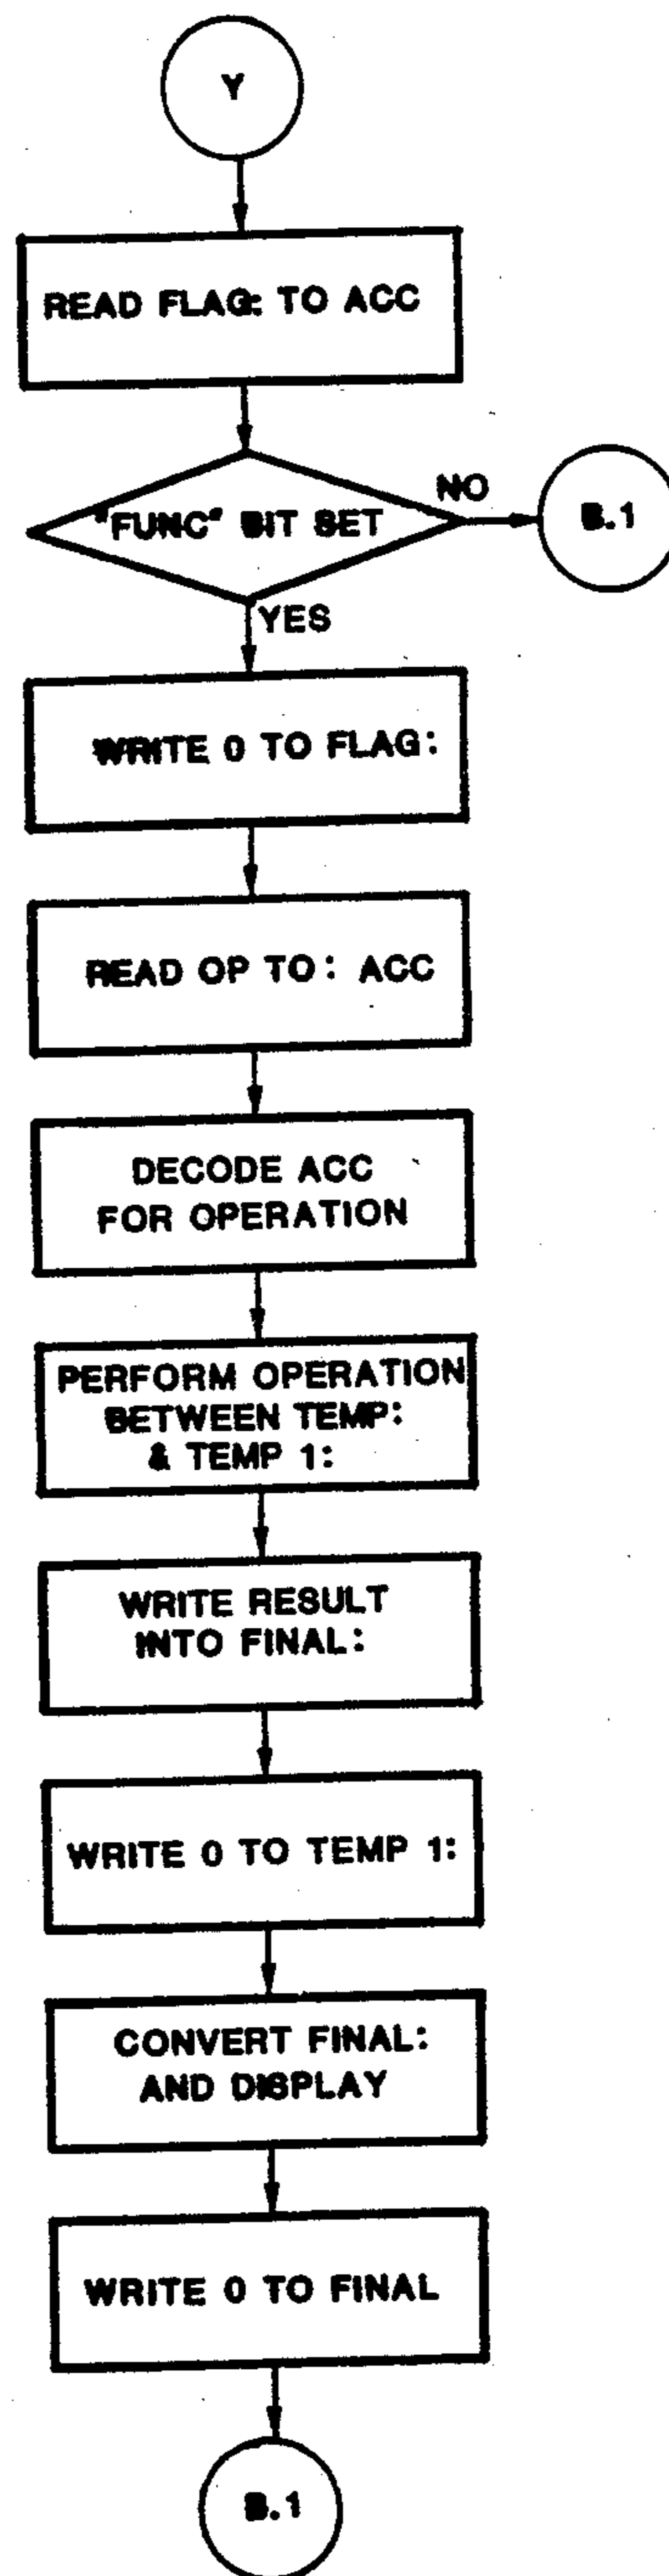 Y
READ FLAG: TO ACC
"FUNC" BIT SET
NO
B.1
YES
WRITE 0 TO FLAG:
READ OP TO: ACC
DECODE ACC
FOR OPERATION
PERFORM OPERATION
BETWEEN TEMP:
& TEMP 1:
WRITE RESULT
INTO FINAL:
WRITE 0 TO TEMP 1:
CONVERT FINAL:
AND DISPLAY
WRITE 0 TO FINAL
B.1